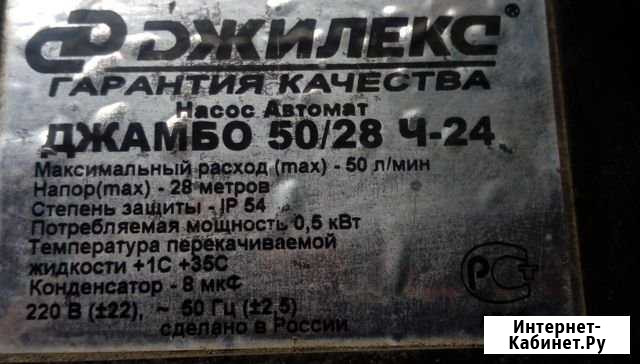 ДЖИЛЕКС®
ГАРАНТИЯ КАЧЕСТВА
Насос Автомат
ДЖАМБО 50/28 Ч-24
Максимальный расход (max) - 50 л/мин
Напор(max) - 28 метров
Степень защиты - IP 54
Потребляемая мощность 0,5 кВт
Температура перекачиваемой
жидкости +1С +35С
Конденсатор - 8 мкФ
220 В (±22), ~ 50 Гц (±2,5)
сделано в России
РСТ
Интернет-
Кабинет.Ру